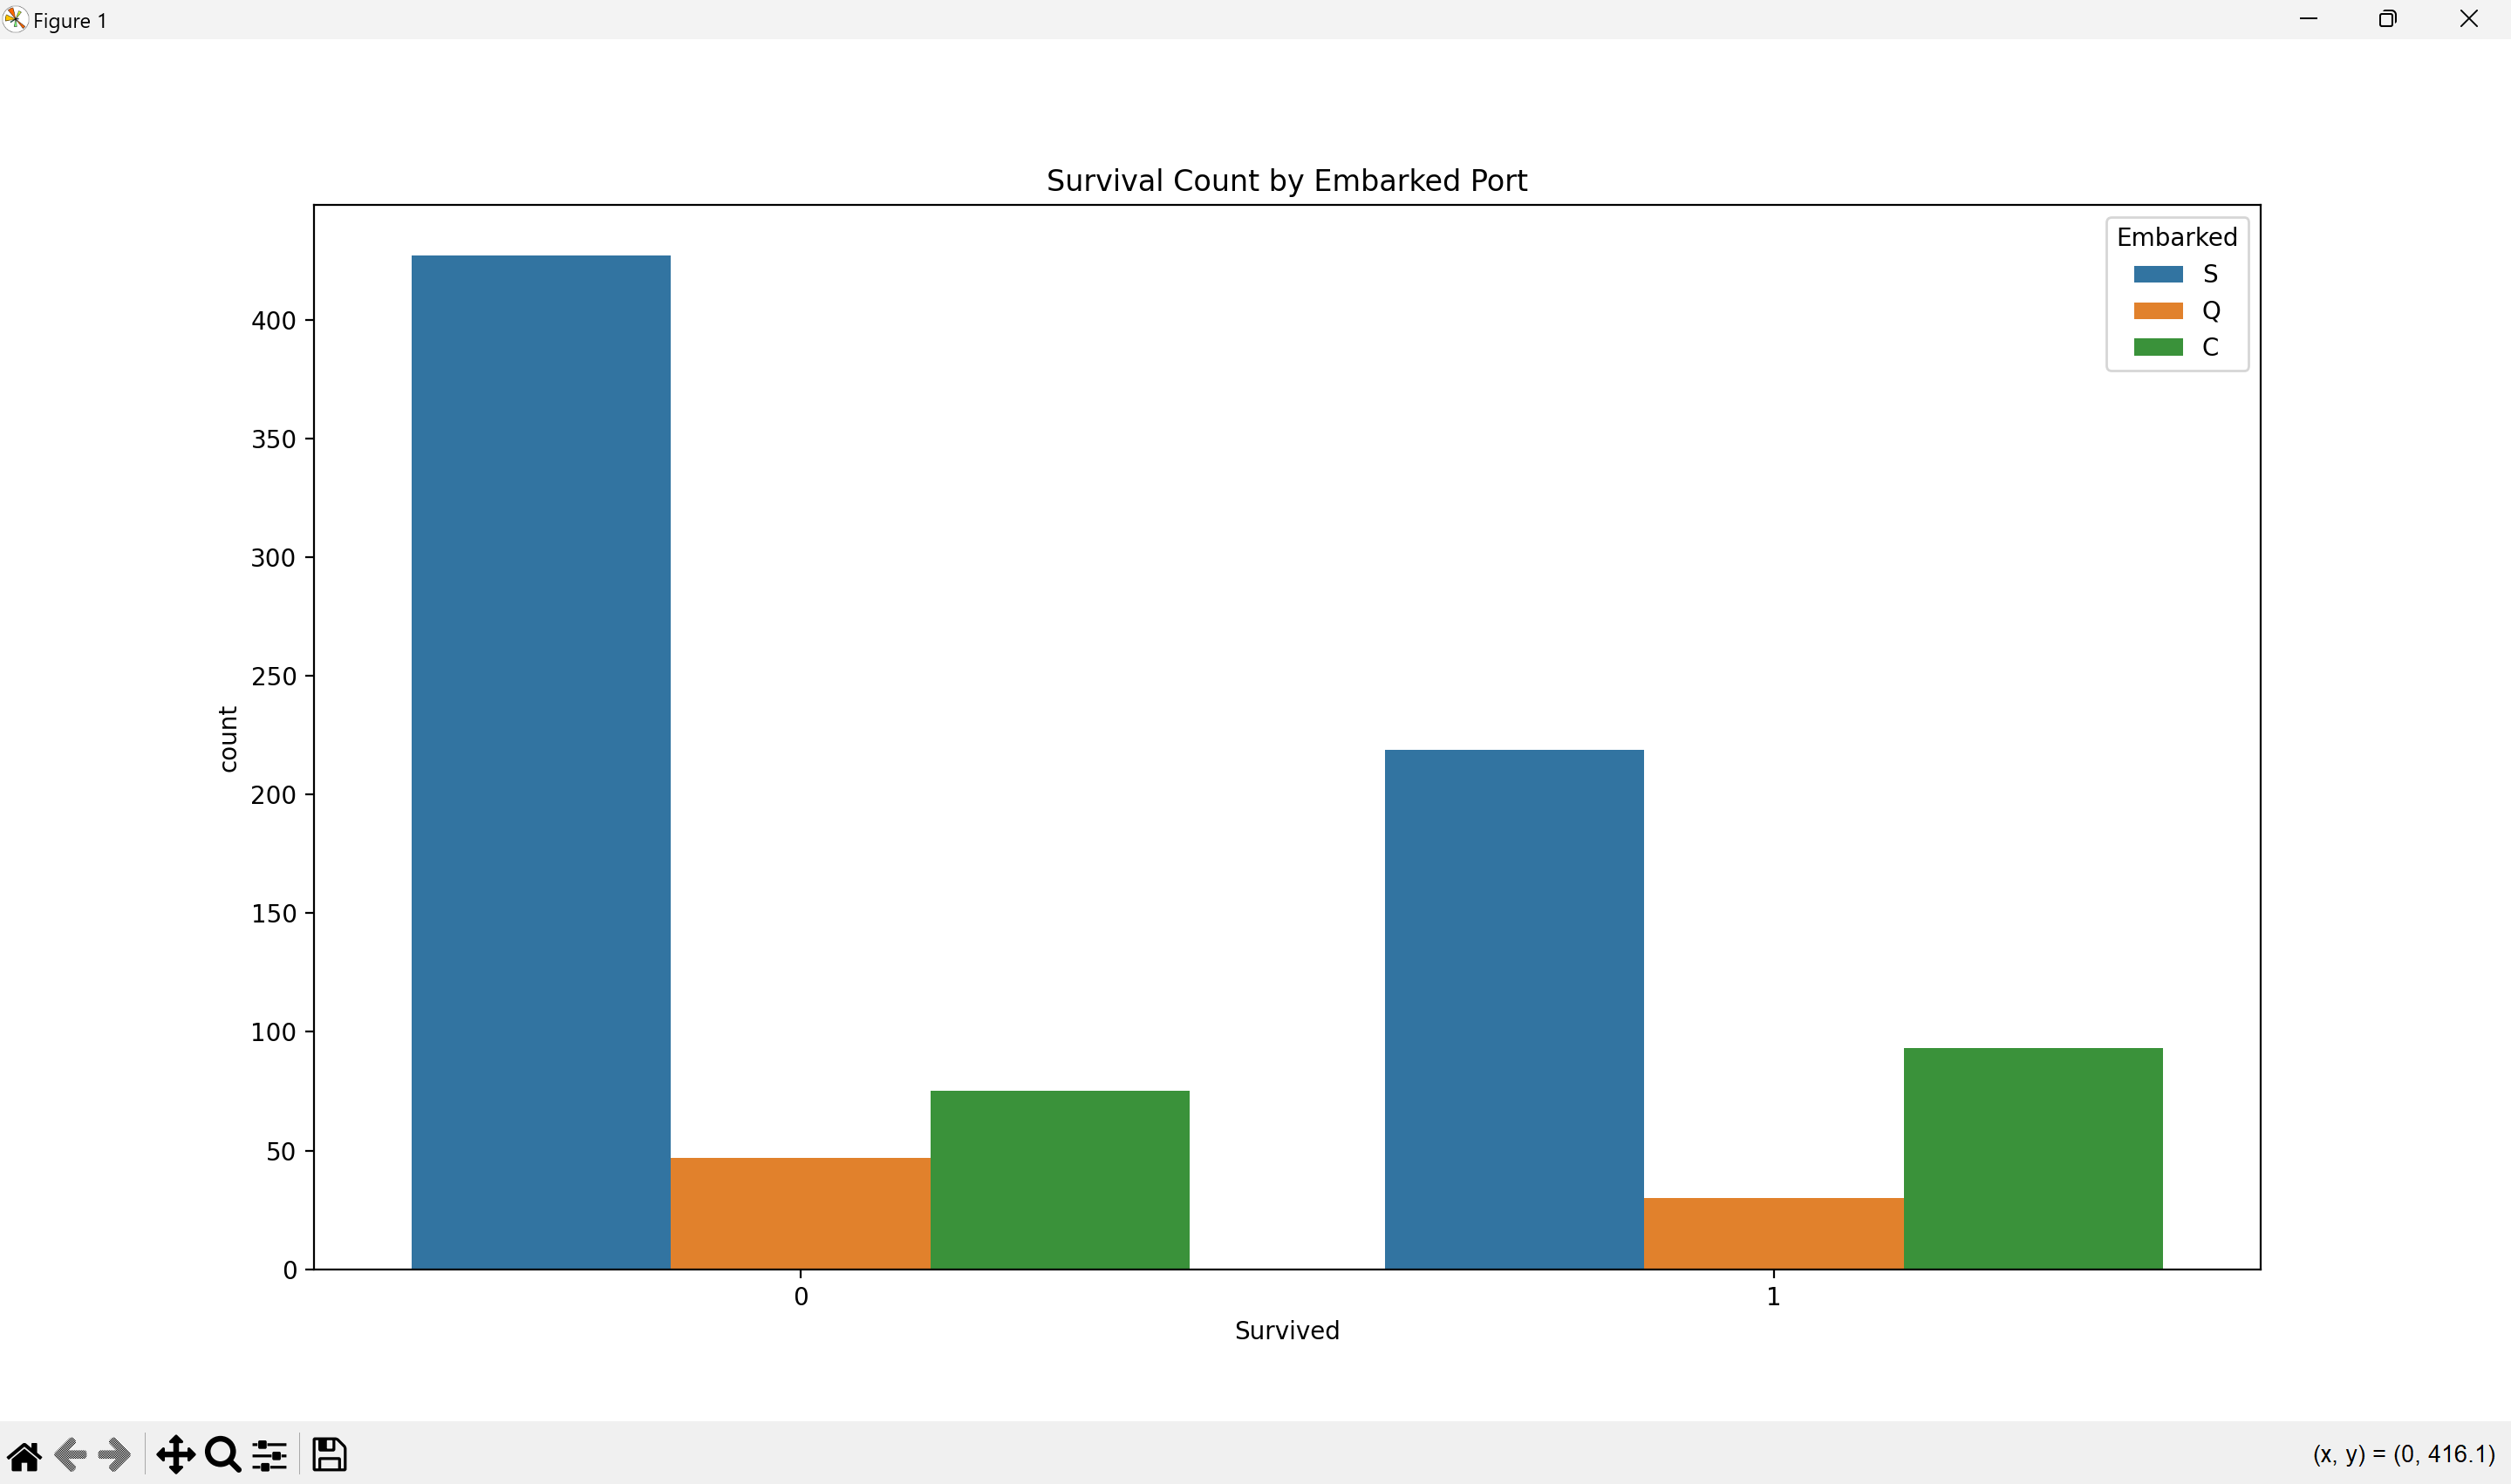 Figure 1
Survival Count by Embarked Port
Embarked
S
Q
C
400
350
300
250
200
150
100
50
0
count
0
1
Survived
(x, y) = (0, 416.1)